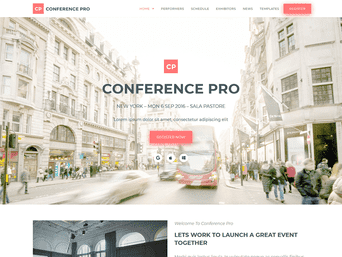 CP CONFERENCE PRO
HOME PERFORMERS SCHEDULE EXHIBITORS NEWS TEMPLATES REGISTER
CP
CONFERENCE PRO
NEW YORK – MON 6 SEP 2016 – SALA PASTORE
Lorem ipsum dolor sit amet, consectetur adipiscing elit
REGISTER NOW!
Welcome To Conference Pro
LETS WORK TO LAUNCH A GREAT EVENT
TOGETHER